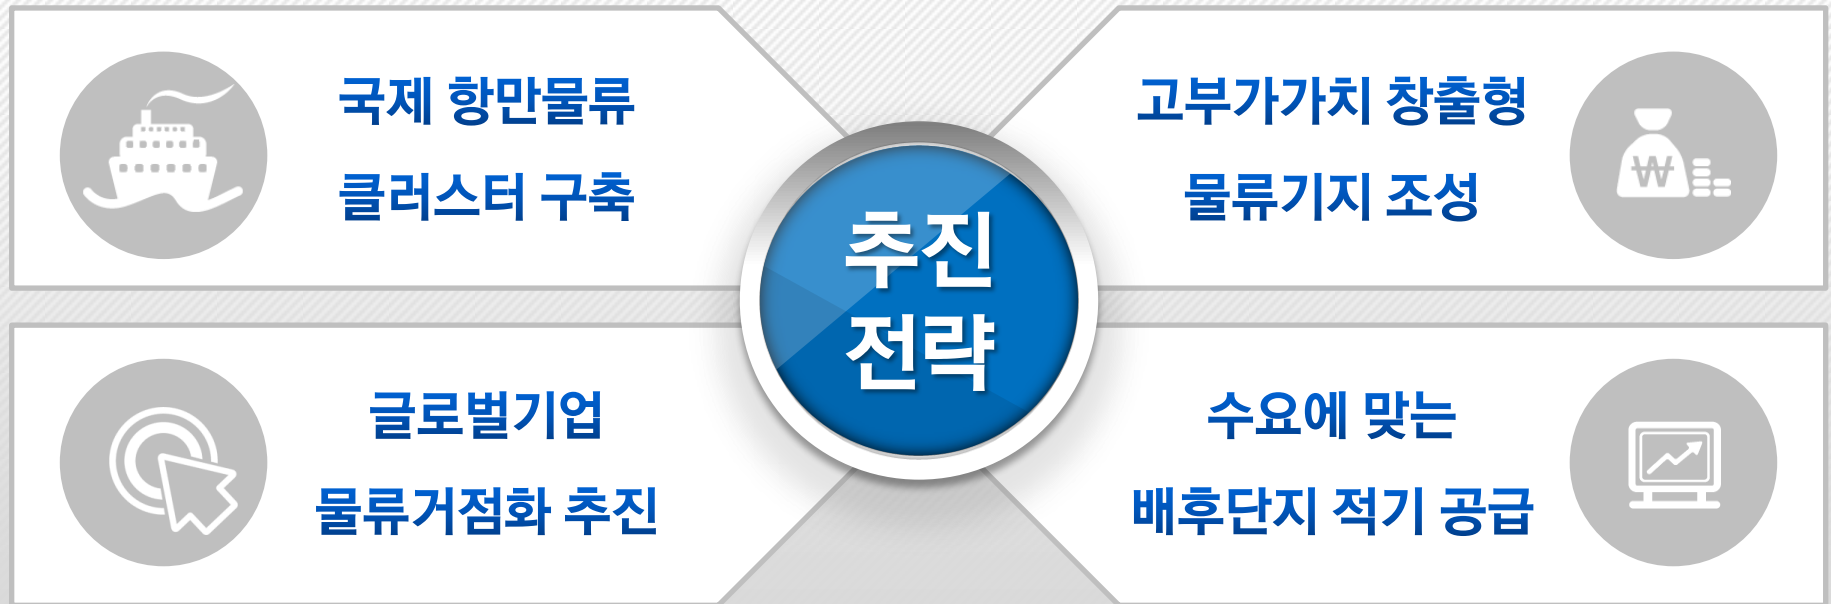 국제 항만물류
클러스터 구축
고부가가치 창출형
물류기지 조성
₩
추진
전략
글로벌기업
물류거점화 추진
수요에 맞는
배후단지 적기 공급